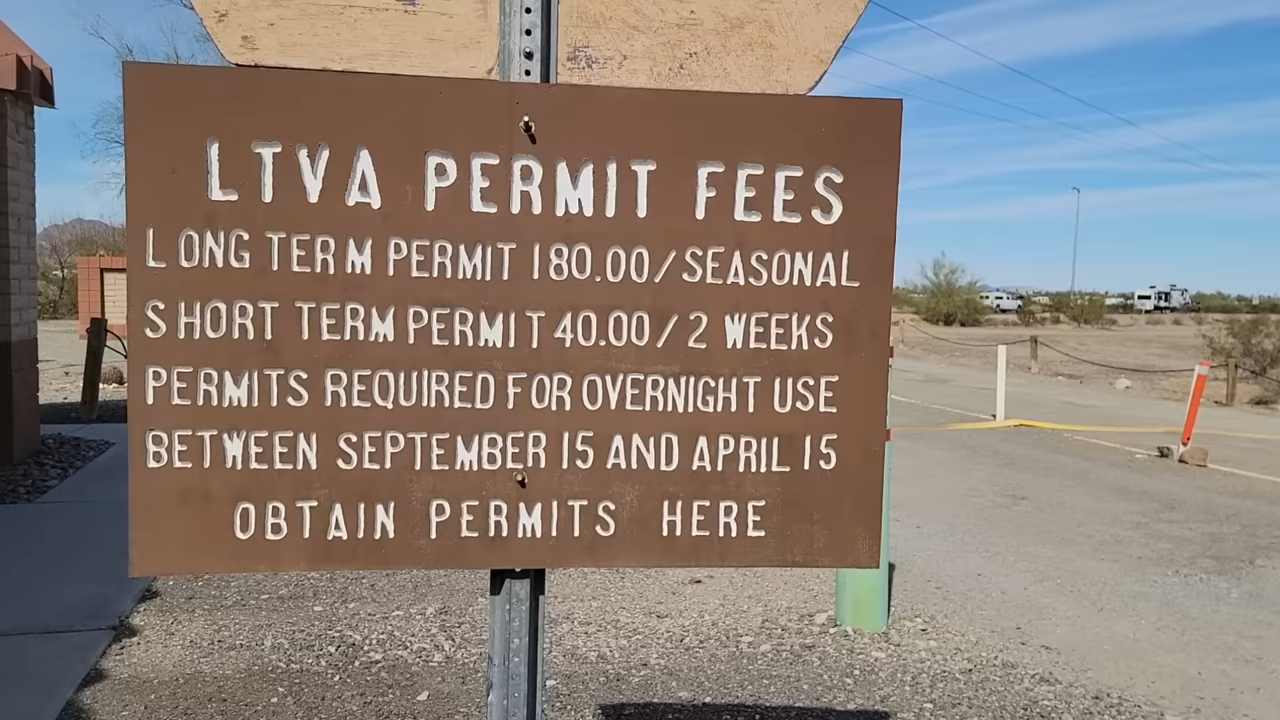 LTVA PERMIT FEES
LONG TERM PERMIT 180.00/SEASONAL
SHORT TERM PERMIT 40.00/2 WEEKS
PERMITS REQUIRED FOR OVERNIGHT USE
BETWEEN SEPTEMBER 15 AND APRIL 15
OBTAIN PERMITS HERE